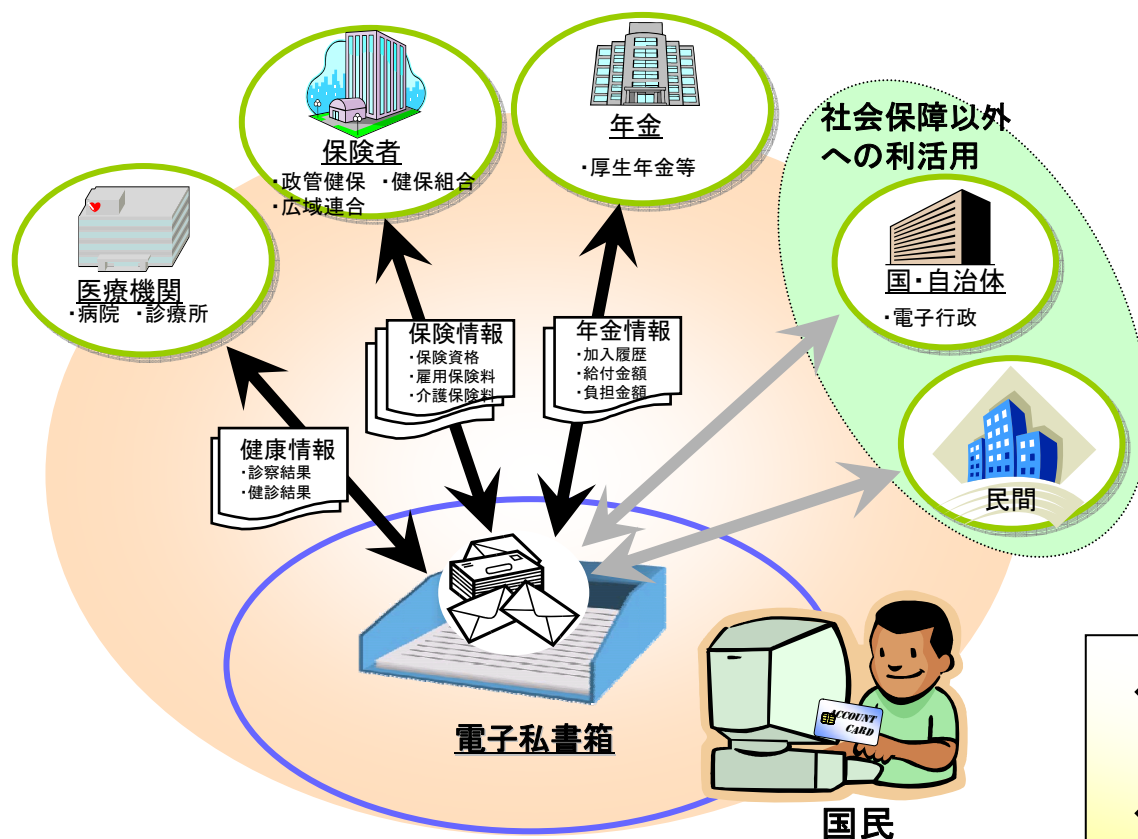 保険者
・政管健保 ・健保組合
・広域連合
年金
・厚生年金等
社会保障以外
への利活用
医療機関
・病院 ・診療所
国・自治体
・電子行政
民間
保険情報
・保険資格
・雇用保険料
・介護保険料
年金情報
・加入履歴
・給付金額
・負担金額
健康情報
・診察結果
・健診結果
電子私書箱
ACCOUNT
CARD
国民